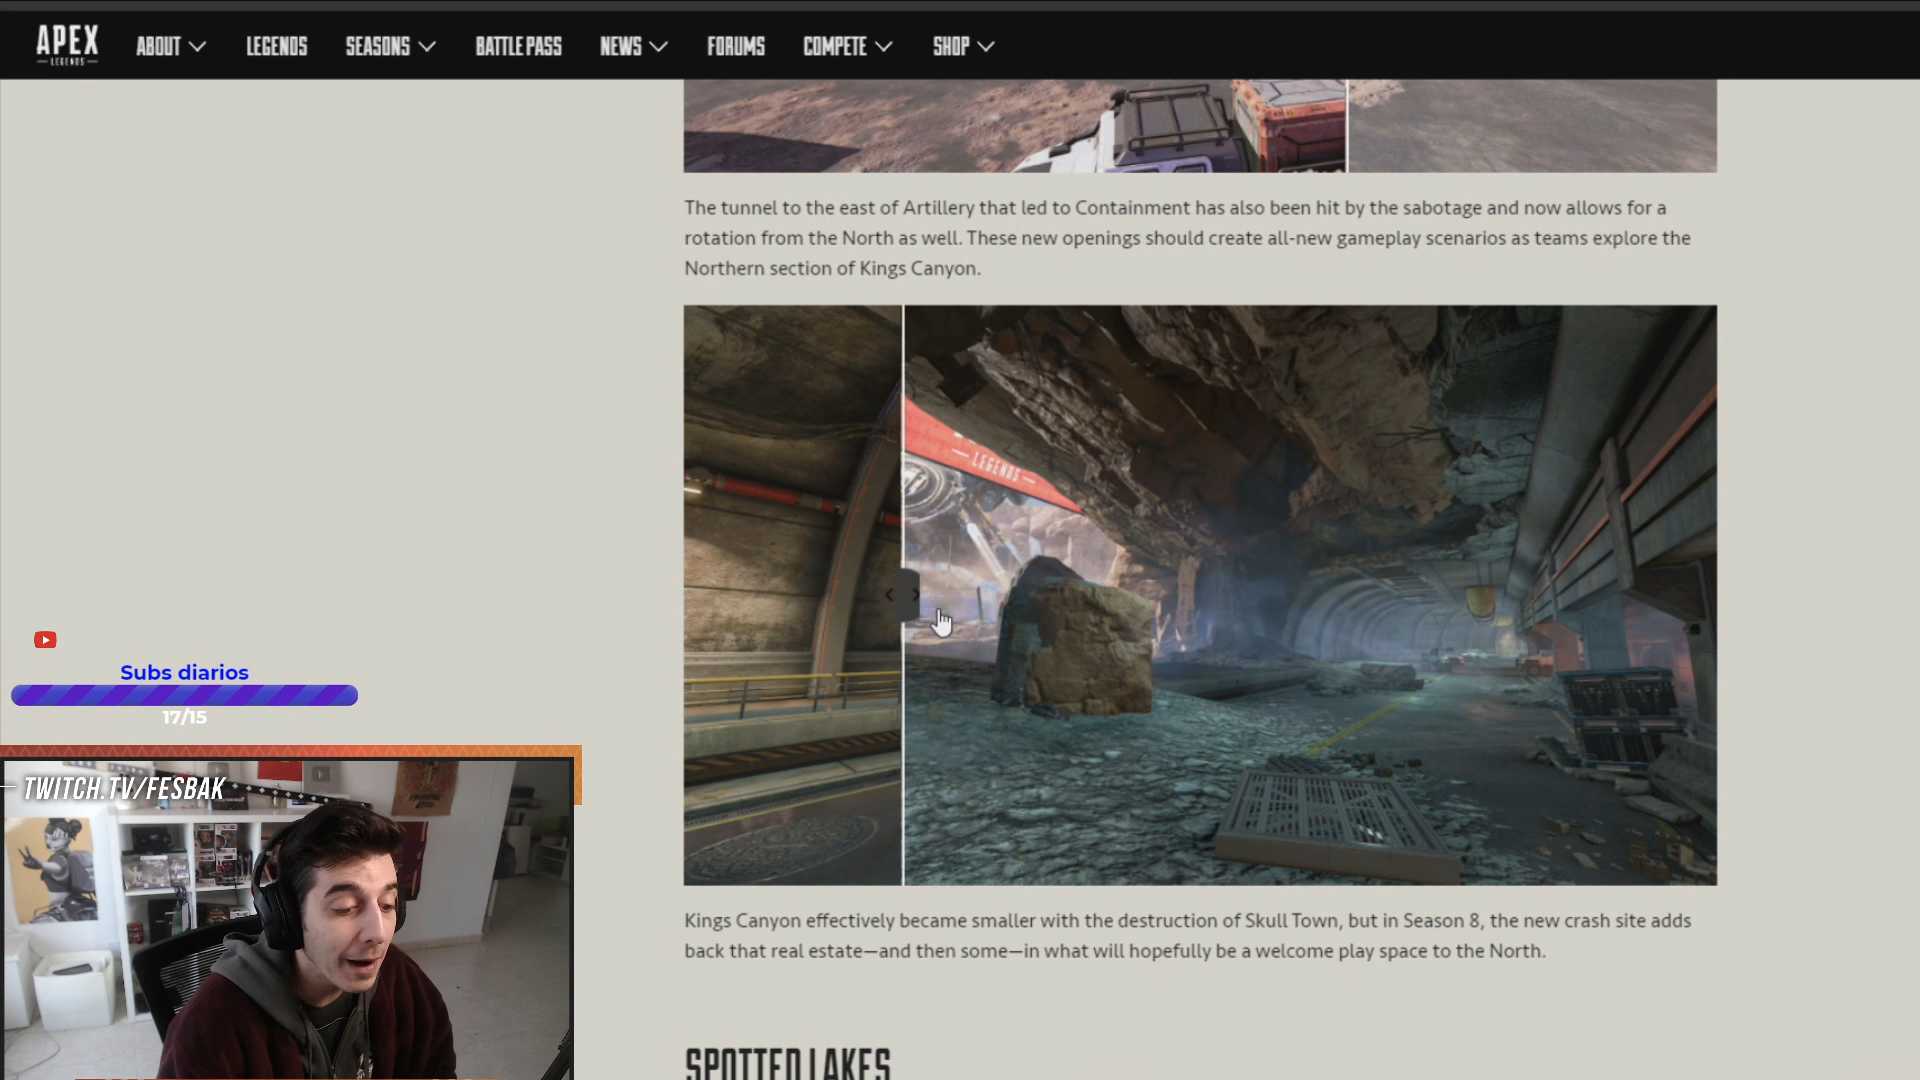 APEX
LEGENDS
ABOUT
LEGENDS
SEASONS
BATTLE PASS
NEWS
FORUMS
COMPETE
SHOP
The tunnel to the east of Artillery that led to Containment has also been hit by the sabotage and now allows for a
rotation from the North as well. These new openings should create all-new gameplay scenarios as teams explore the
Northern section of Kings Canyon.
LEGENDS
Subs diarios
17/15
TWITCH.TV/FESBAK
Kings Canyon effectively became smaller with the destruction of Skull Town, but in Season 8, the new crash site adds
back that real estate—and then some—in what will hopefully be a welcome play space to the North.
SPOTTED LAKES